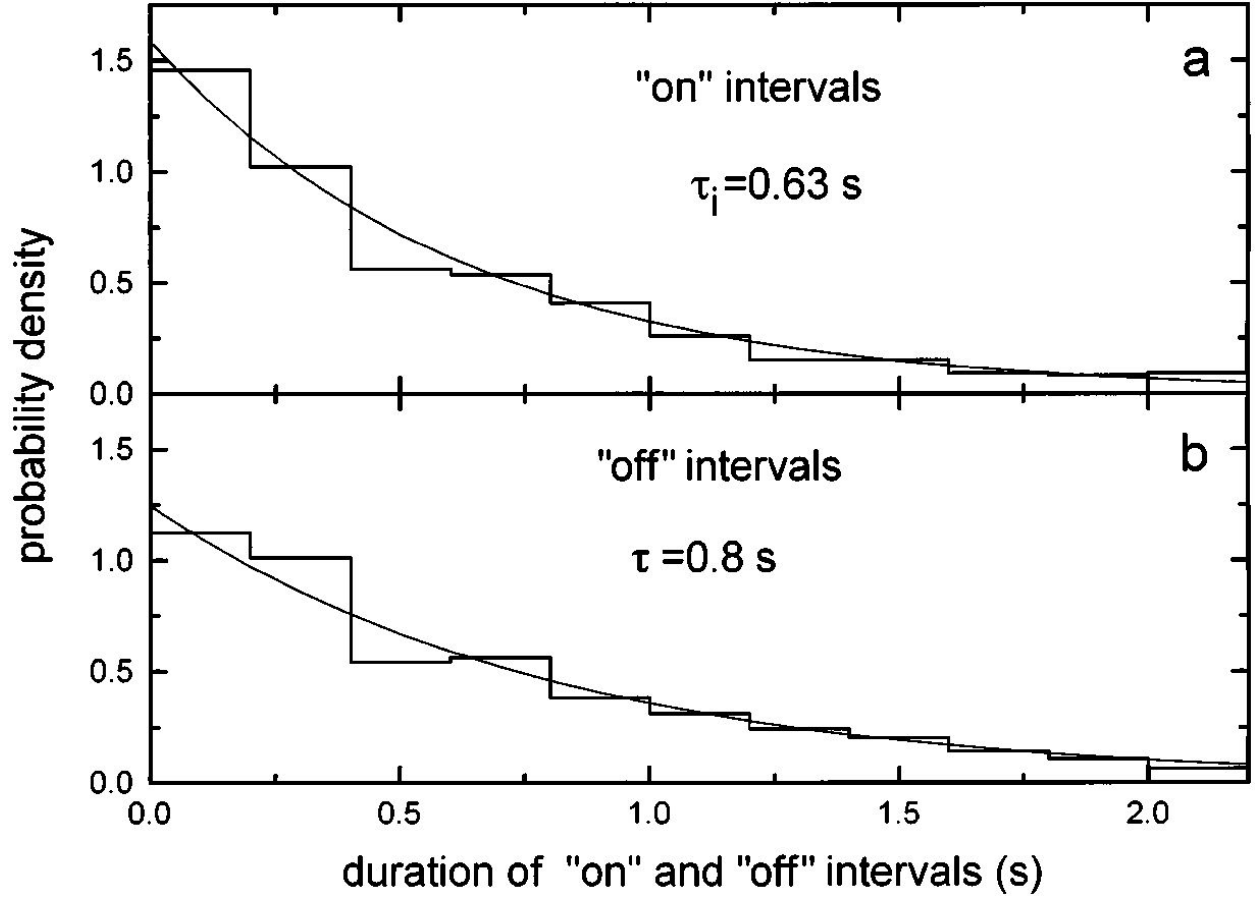 a
"on" intervals
τi=0.63 s
1.5
1.0
0.5
0.0
b
"off" intervals
τ =0.8 s
1.5
1.0
0.5
0.0
probability density
0.0 0.5 1.0 1.5 2.0
duration of "on" and "off" intervals (s)